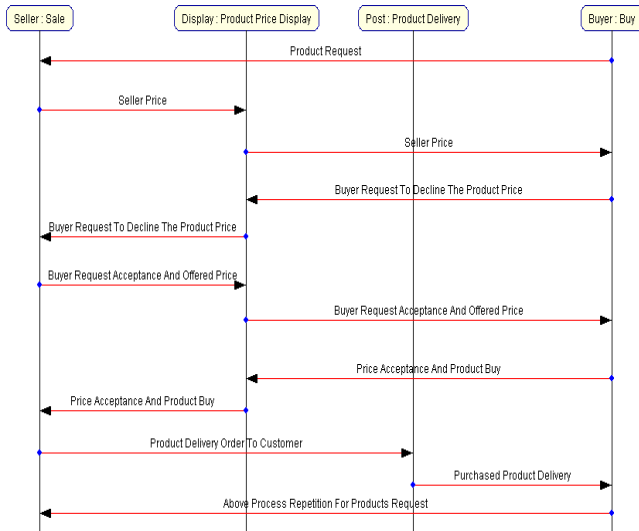 Seller : Sale
Display : Product Price Display
Post : Product Delivery
Buyer : Buy
Product Request
Seller Price
Seller Price
Buyer Request To Decline The Product Price
Buyer Request To Decline The Product Price
Buyer Request Acceptance And Offered Price
Buyer Request Acceptance And Offered Price
Price Acceptance And Product Buy
Price Acceptance And Product Buy
Product Delivery Order To Customer
Purchased Product Delivery
Above Process Repetition For Products Request